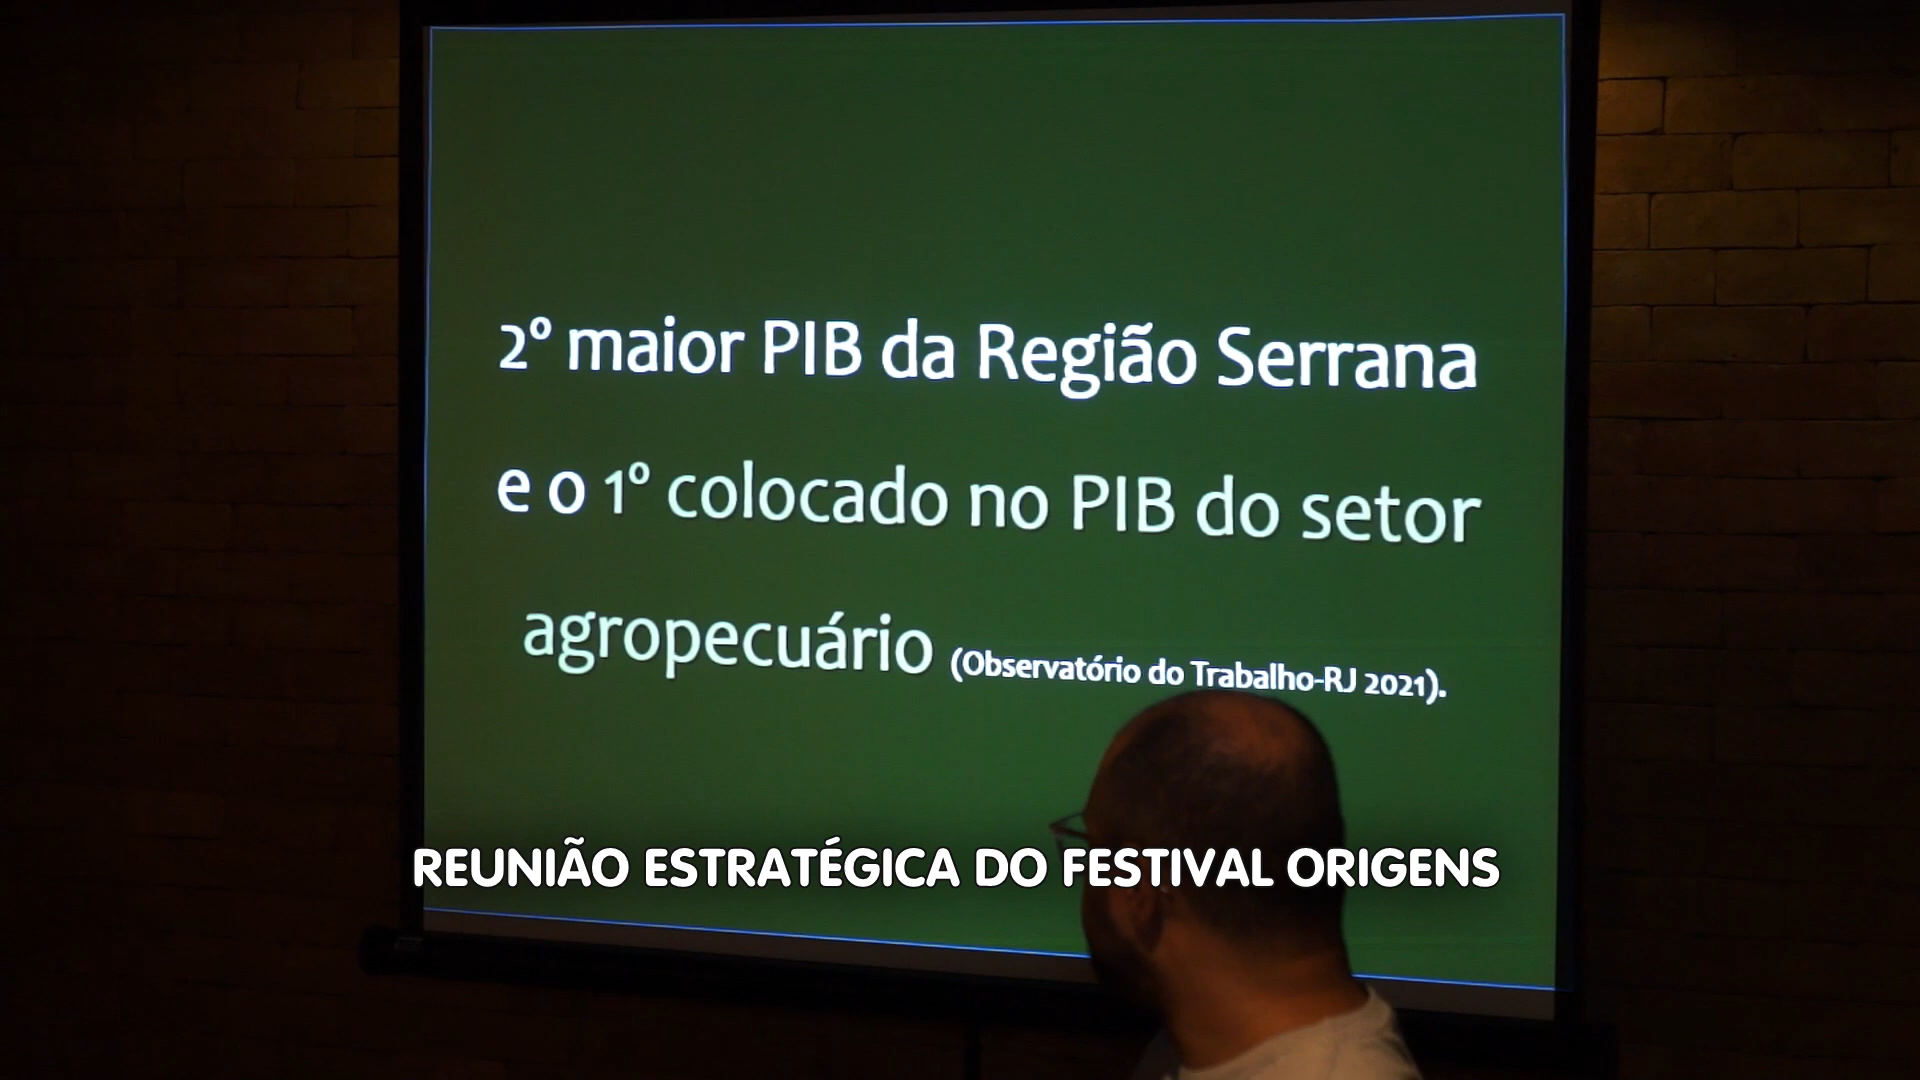 2º maior PIB da Região Serrana
e o 1º colocado no PIB do setor
agropecuário (Observatório do Trabalho-RJ 2021).
REUNIÃO ESTRATÉGICA DO FESTIVAL ORIGENS